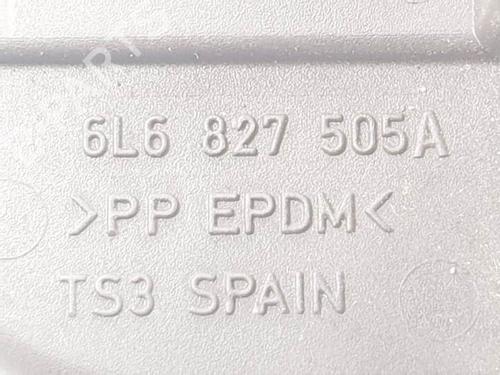 6L6 827 505A
>PP EPDM<
TS3 SPAIN